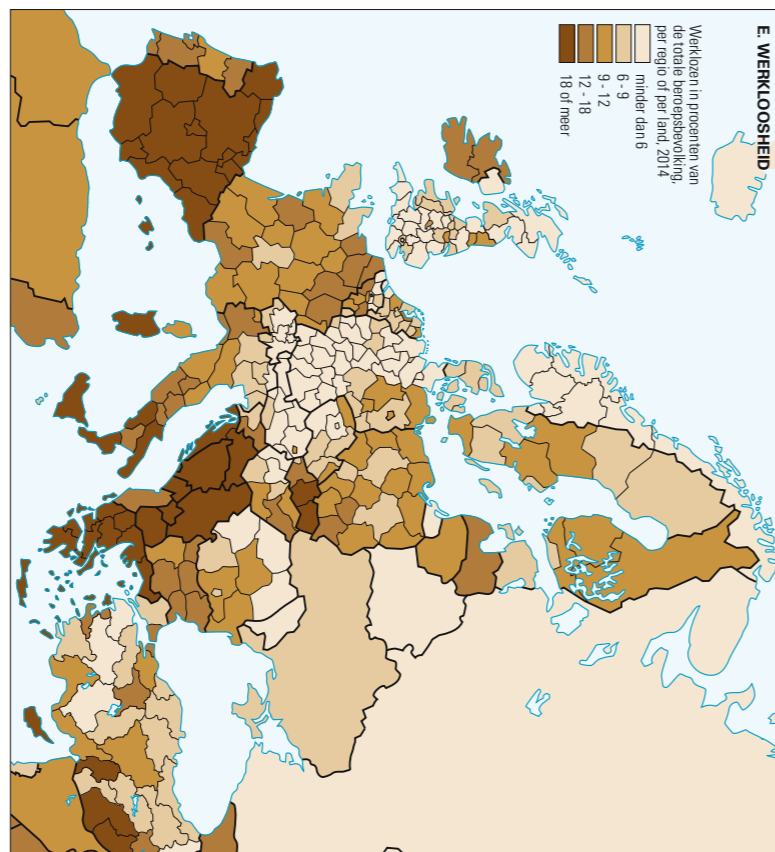 E. WERKLOOSHEID
Werklozen in procenten van
de totale beroepsbevolking,
per regio of per land, 2014
minder dan 6
6 - 9
9 - 12
12 - 18
18 of meer